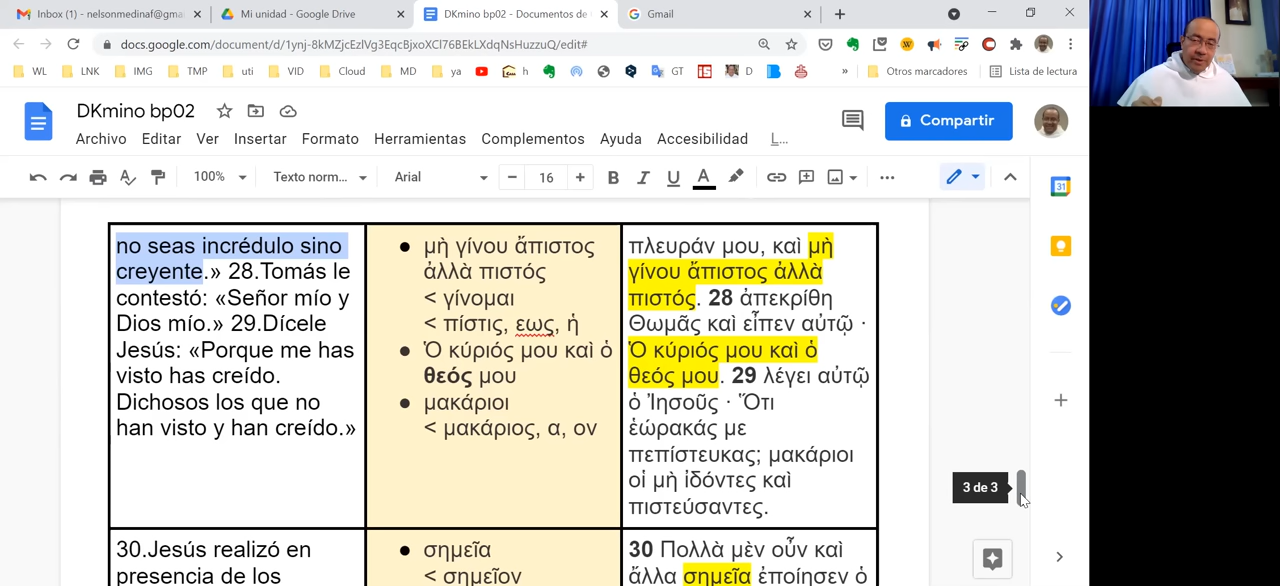 Inbox (1) - nelsonmedinaf@gma
Mi unidad - Google Drive
DKmino bp02 - Documentos de
Gmail
docs.google.com/document/d/1ynj-8kMZjcEzlVg3EqcBjxoXCl76BEkLXdqNsHuzzuQ/edit#
WL LNK IMG TMP uti VID Cloud MD ya h GT D » Otros marcadores Lista de lectura
DKmino bp02
Compartir
Archivo Editar Ver Insertar Formato Herramientas Complementos Ayuda Accesibilidad L...
100% Texto norm... Arial 16 B I U A
31
no seas incrédulo sino
creyente.» 28.Tomás le
contestó: «Señor mío y
Dios mío.» 29.Dícele
Jesús: «Porque me has
visto has creído.
Dichosos los que no
han visto y han creído.»
● μὴ γίνου ἄπιστος
ἀλλὰ πιστός
< γίνομαι
< πίστις, εως, ἡ
● Ὁ κύριός μου καὶ ὁ
θεός μου
● μακάριοι
< μακάριος, α, ον
πλευράν μου, καὶ μὴ
γίνου ἄπιστος ἀλλὰ
πιστός. 28 ἀπεκρίθη
Θωμᾶς καὶ εἶπεν αὐτῷ ·
Ὁ κύριός μου καὶ ὁ
θεός μου. 29 λέγει αὐτῷ
ὁ Ἰησοῦς · Ὅτι
ἑώρακάς με
πεπίστευκας; μακάριοι
οἱ μὴ ἰδόντες καὶ
πιστεύσαντες.
3 de 3
30.Jesús realizó en
presencia de los
● σημεῖα
< σημεῖον
30 Πολλὰ μὲν οὖν καὶ
ἄλλα σημεῖα ἐποίησεν ὁ